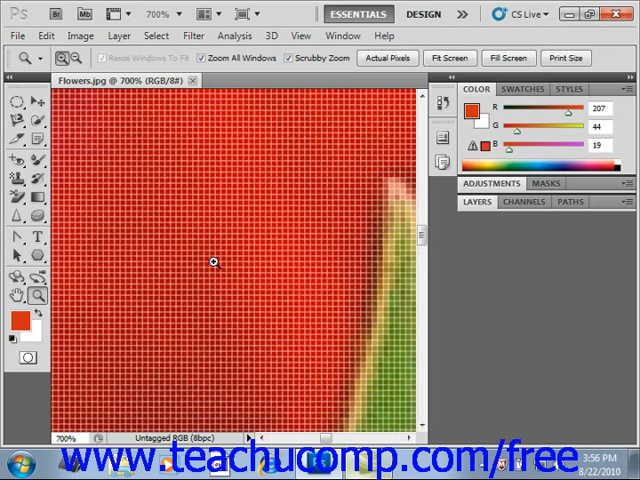 Ps Br Mb 700% ESSENTIALS DESIGN CS Live
File Edit Image Layer Select Filter Analysis 3D View Window Help
Resize Windows To Fit Zoom All Windows Scrubby Zoom Actual Pixels Fit Screen Fill Screen Print Size
Flowers.jpg @ 700% (RGB/8#)
COLOR SWATCHES STYLES
R 207
G 44
B 19
ADJUSTMENTS MASKS
LAYERS CHANNELS PATHS
T
700% Untagged RGB (8bpc)
www.teachucomp.com/free
3:56 PM
8/22/2010